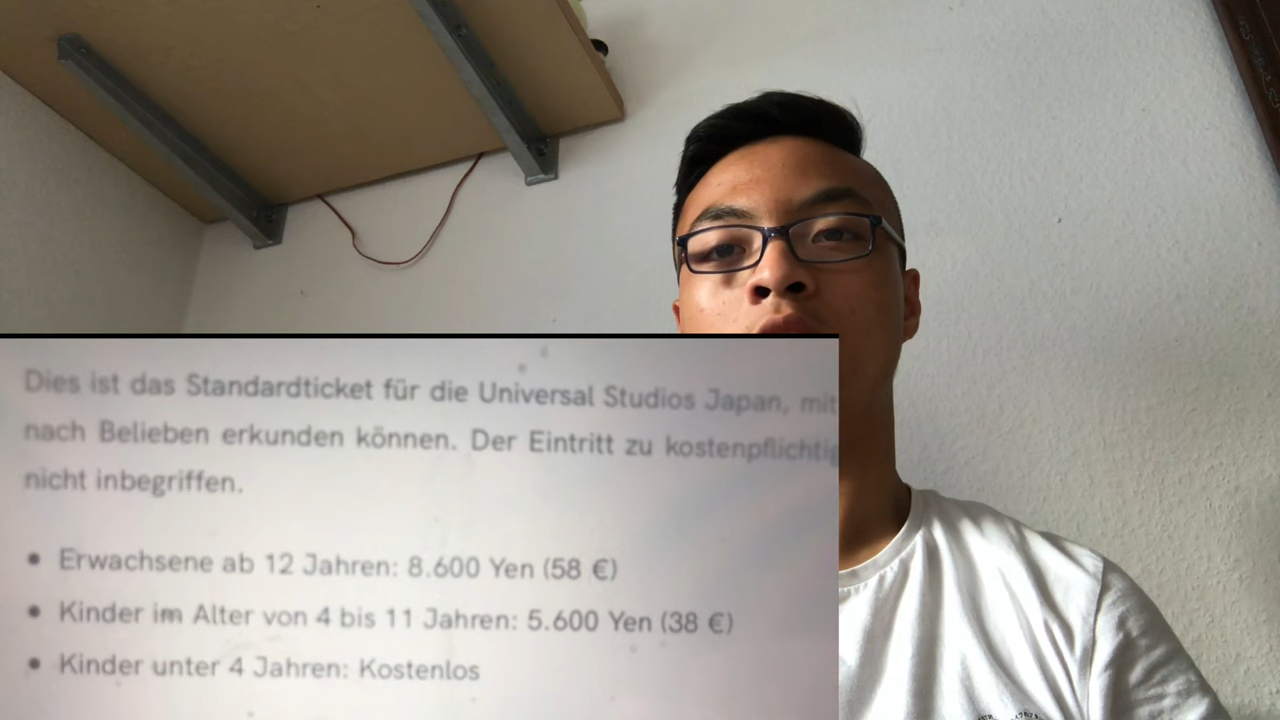 Dies ist das Standardticket für die Universal Studios Japan, mit
nach Belieben erkunden können. Der Eintritt zu kostenpflichtig
nicht inbegriffen.
• Erwachsene ab 12 Jahren: 8.600 Yen (58 €)
• Kinder im Alter von 4 bis 11 Jahren: 5.600 Yen (38 €)
• Kinder unter 4 Jahren: Kostenlos